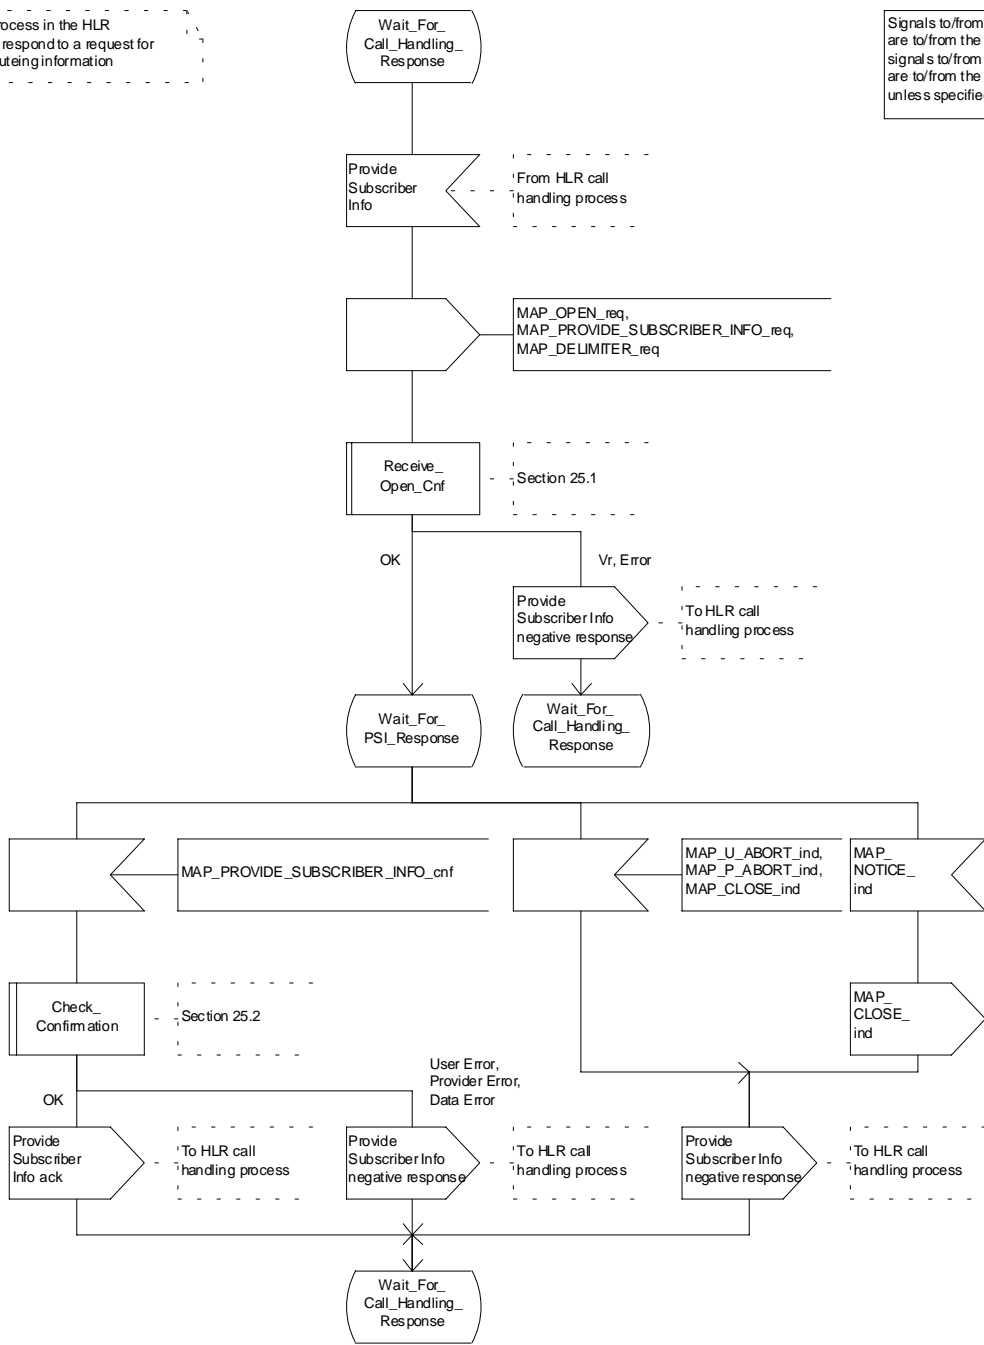 Process in the HLR
respond to a request for
information
Wait_For_
Call_Handling_
Response
Signals to/from
are to/from the
signals to/from
are to/from the
unless
Provide
Subscriber
Info
From HLR call
handling process
MAP_OPEN_req,
MAP_PROVIDE_SUBSCRIBER_INFO_req,
MAP_DELIMITER_req
Receive_
Open_Cnf
Section 25.1
OK
Vr, Error
Provide
Subscriber Info
negative response
To HLR call
handling process
Wait_For_
PSI_Response
Wait_For_
Call_Handling_
Response
MAP_PROVIDE_SUBSCRIBER_INFO_cnf
MAP_U_ABORT_ind,
MAP_P_ABORT_ind,
MAP_CLOSE_ind
MAP_
NOTICE_
ind
Check_
Confirmation
Section 25.2
MAP_
CLOSE_
ind
User Error,
Provider Error,
Data Error
OK
Provide
Subscriber
Info ack
To HLR call
handling process
Provide
Subscriber Info
negative response
To HLR call
handling process
Provide
Subscriber Info
negative response
To HLR call
handling process
Wait_For_
Call_Handling_
Response